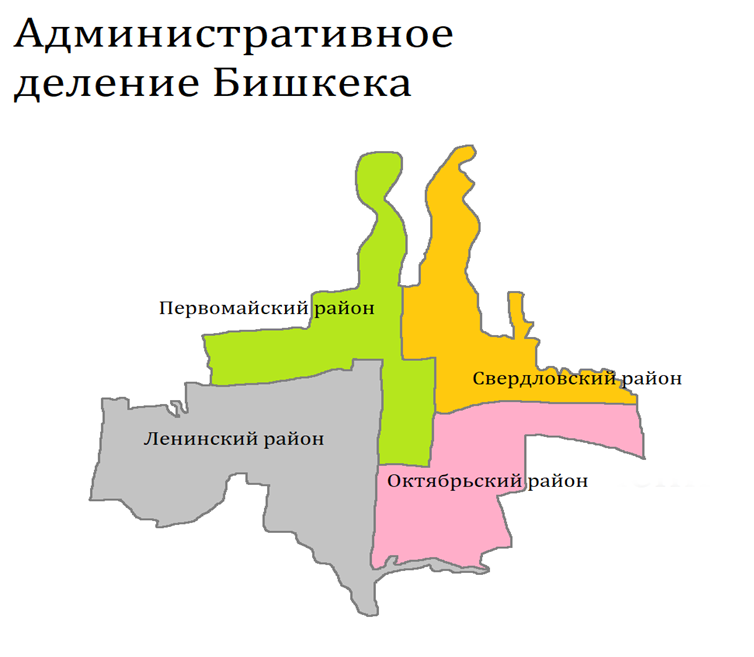 Административное
деление Бишкека
Первомайский район
Свердловский район
Ленинский район
Октябрьский район